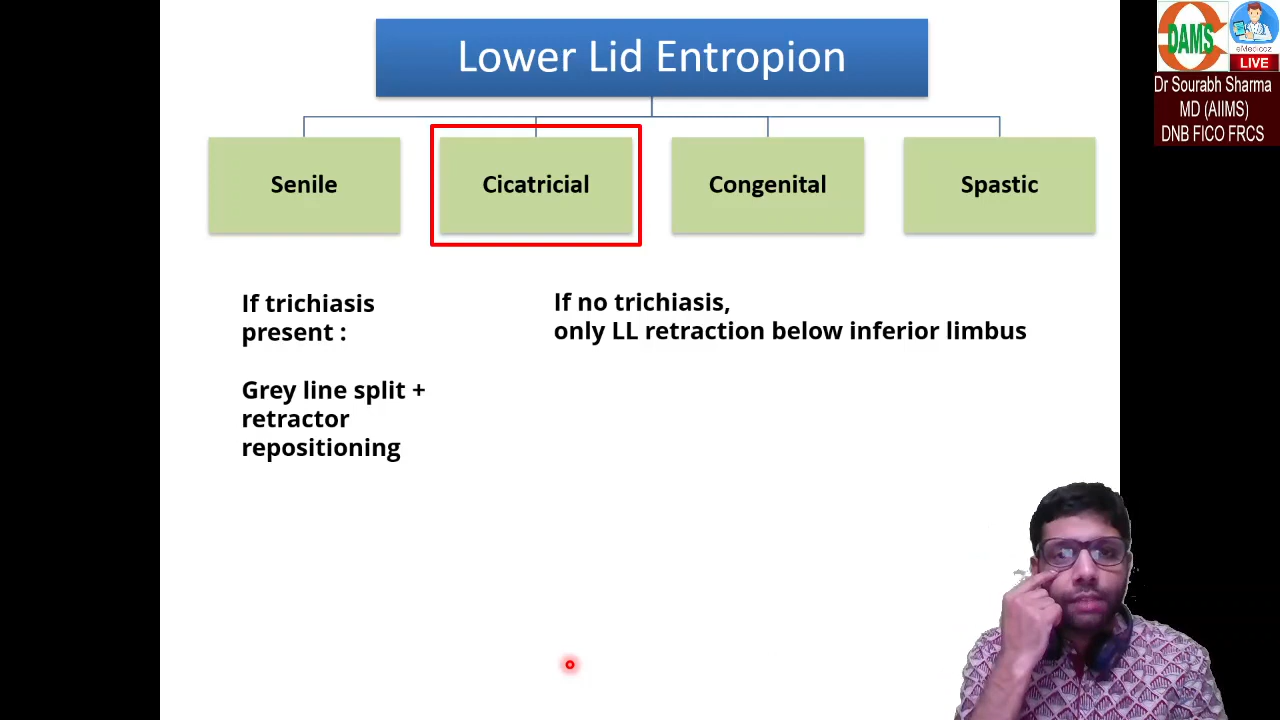 Lower Lid Entropion
Senile
Cicatricial
Congenital
Spastic
If trichiasis
present :
Grey line split +
retractor
repositioning
If no trichiasis,
only LL retraction below inferior limbus
DAMS
eMedicoz
LIVE
Dr Sourabh Sharma
MD (AIIMS)
DNB FICO FRCS